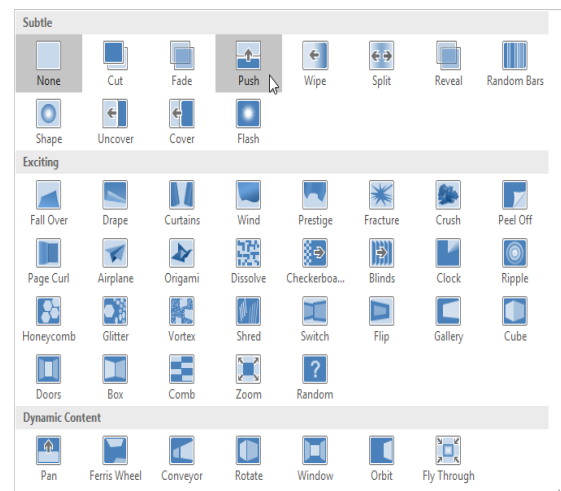 Subtle
None Cut Fade Push Wipe Split Reveal Random Bars
Shape Uncover Cover Flash
Exciting
Fall Over Drape Curtains Wind Prestige Fracture Crush Peel Off
Page Curl Airplane Origami Dissolve Checkerboa... Blinds Clock Ripple
Honeycomb Glitter Vortex Shred Switch Flip Gallery Cube
?
Doors Box Comb Zoom Random
Dynamic Content
Pan Ferris Wheel Conveyor Rotate Window Orbit Fly Through